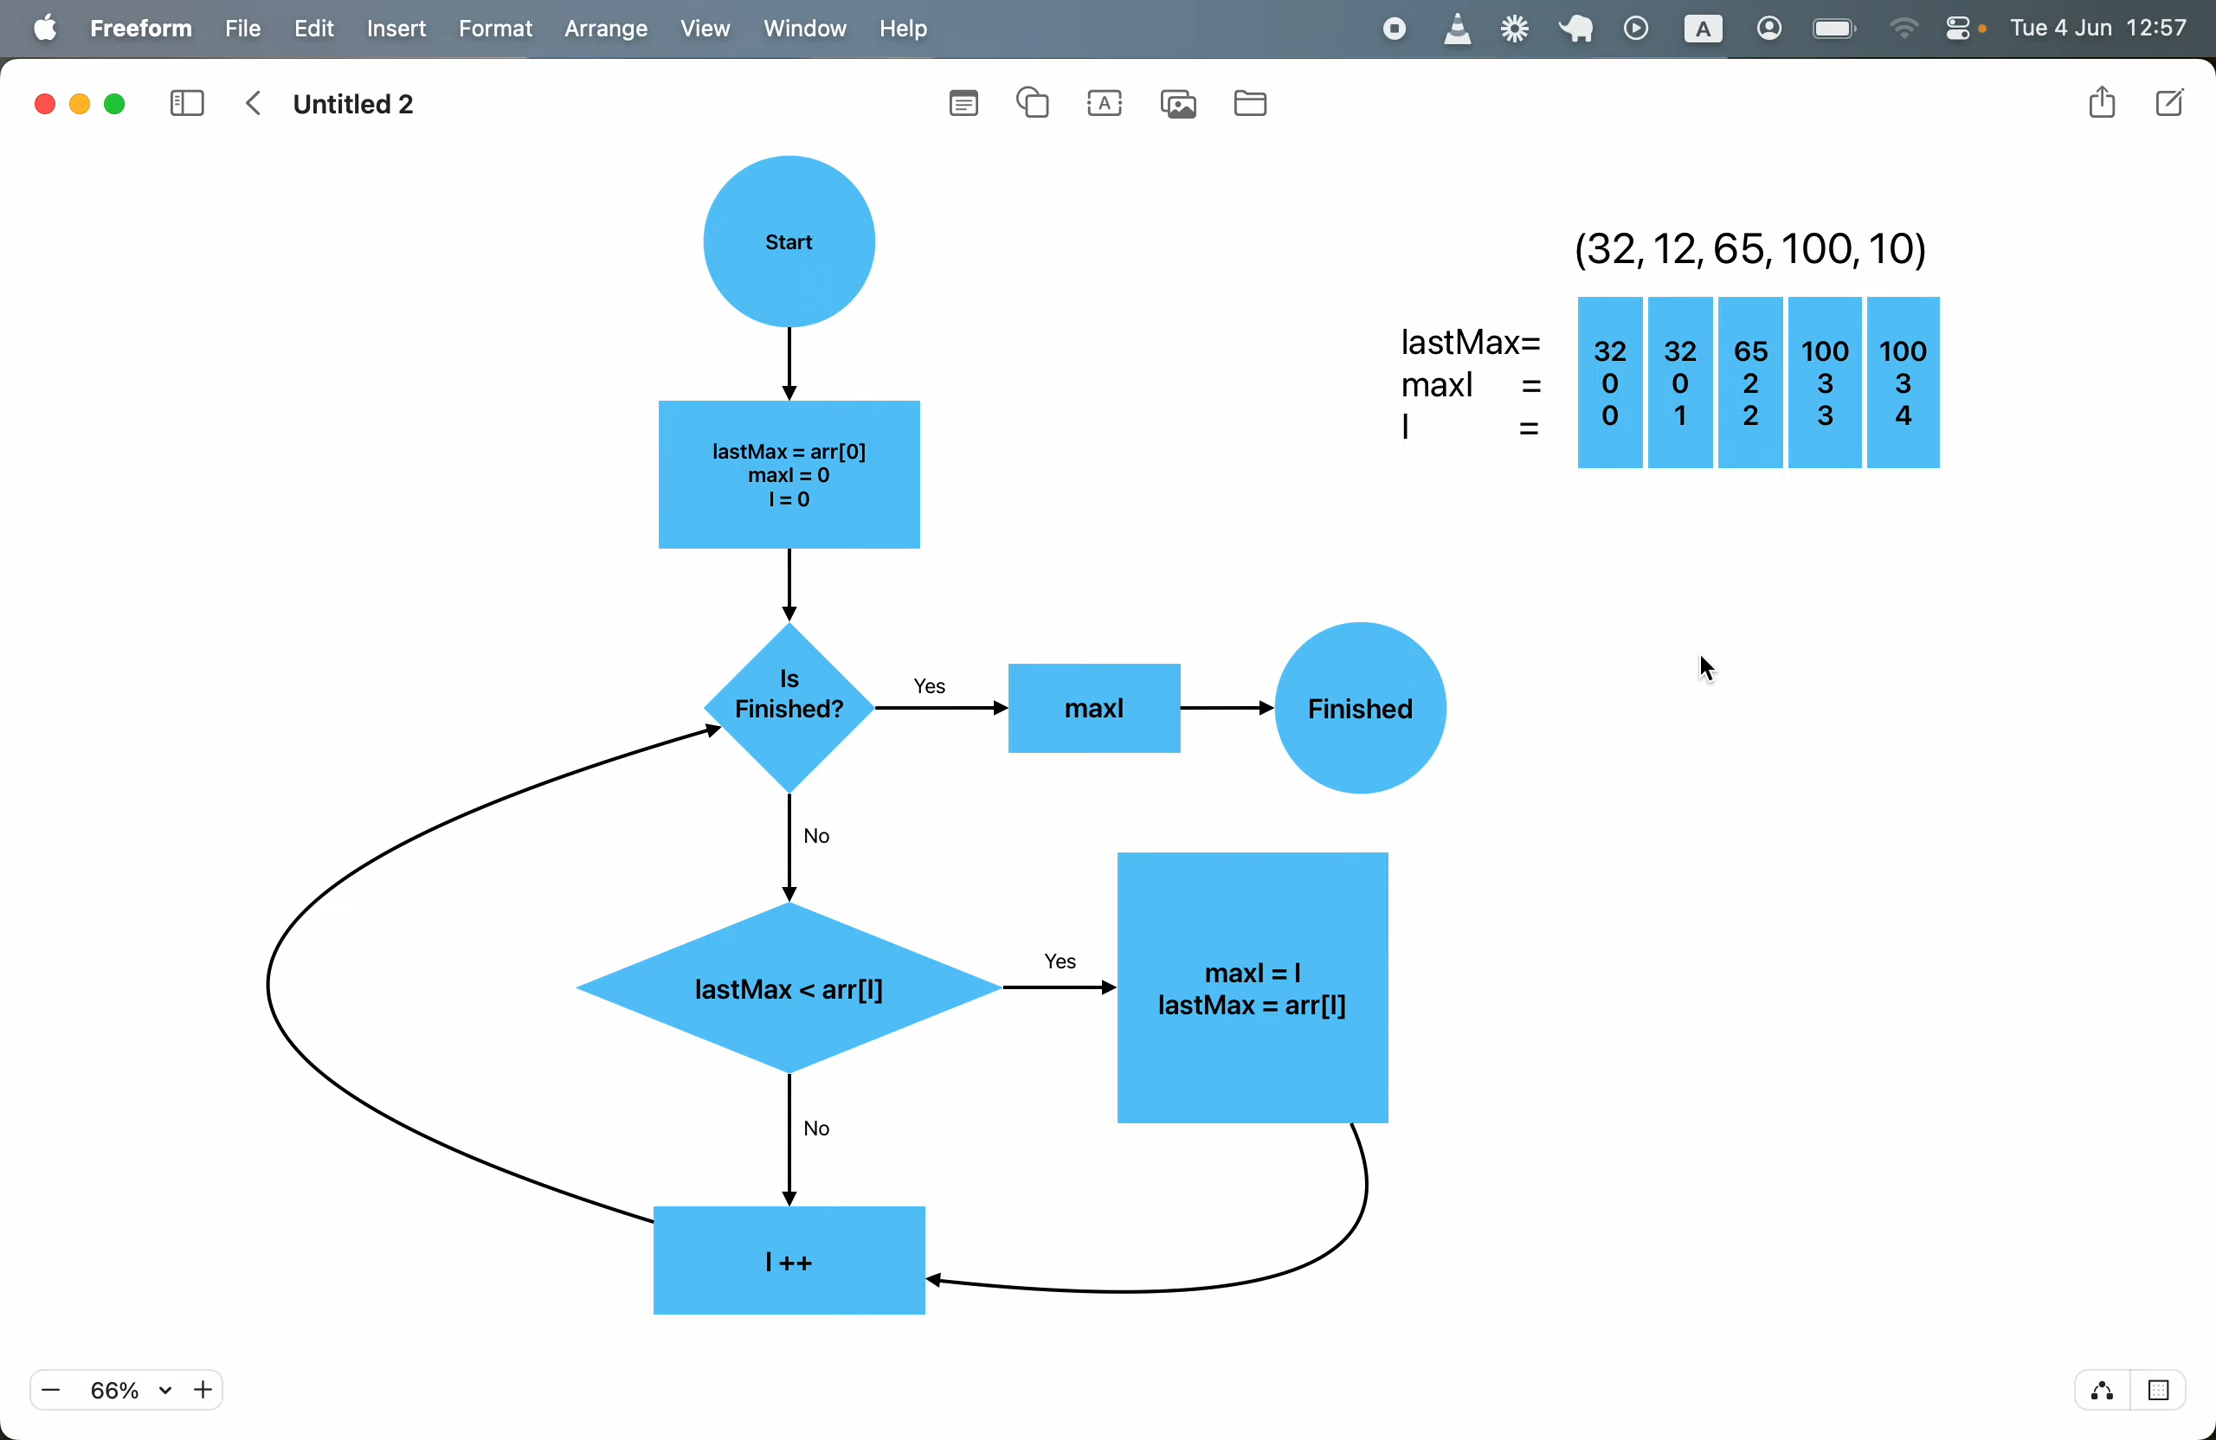 Freeform File Edit Insert Format Arrange View Window Help A Tue 4 Jun 12:57
Untitled 2 A
Start
(32, 12, 65, 100, 10)
lastMax= 32 32 65 100 100
maxI = 0 0 2 3 3
I = 0 1 2 3 4
lastMax = arr[0]
maxI = 0
I = 0
Is
Finished?
Yes
maxI
Finished
No
lastMax < arr[I]
Yes
maxI = I
lastMax = arr[I]
No
I ++
66%